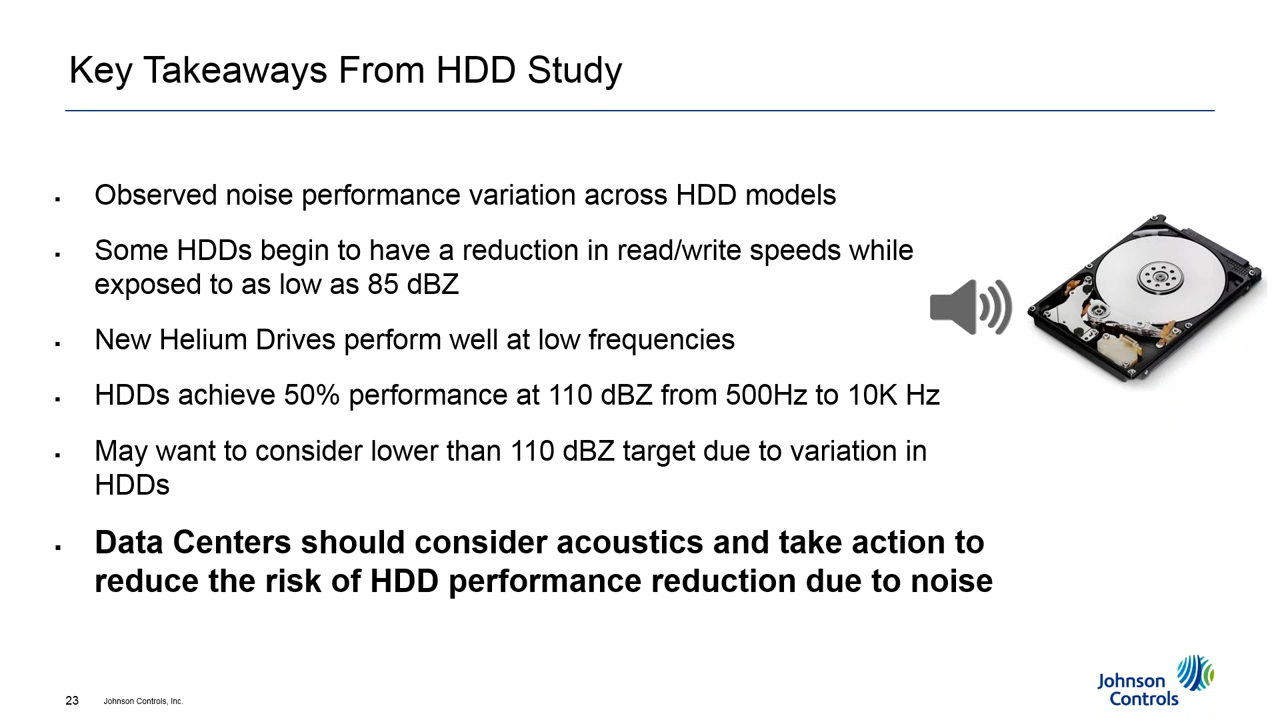 Key Takeaways From HDD Study
▪ Observed noise performance variation across HDD models
▪ Some HDDs begin to have a reduction in read/write speeds while
exposed to as low as 85 dBZ
▪ New Helium Drives perform well at low frequencies
▪ HDDs achieve 50% performance at 110 dBZ from 500Hz to 10K Hz
▪ May want to consider lower than 110 dBZ target due to variation in
HDDs
▪ Data Centers should consider acoustics and take action to
reduce the risk of HDD performance reduction due to noise
23 Johnson Controls, Inc.
Johnson
Controls